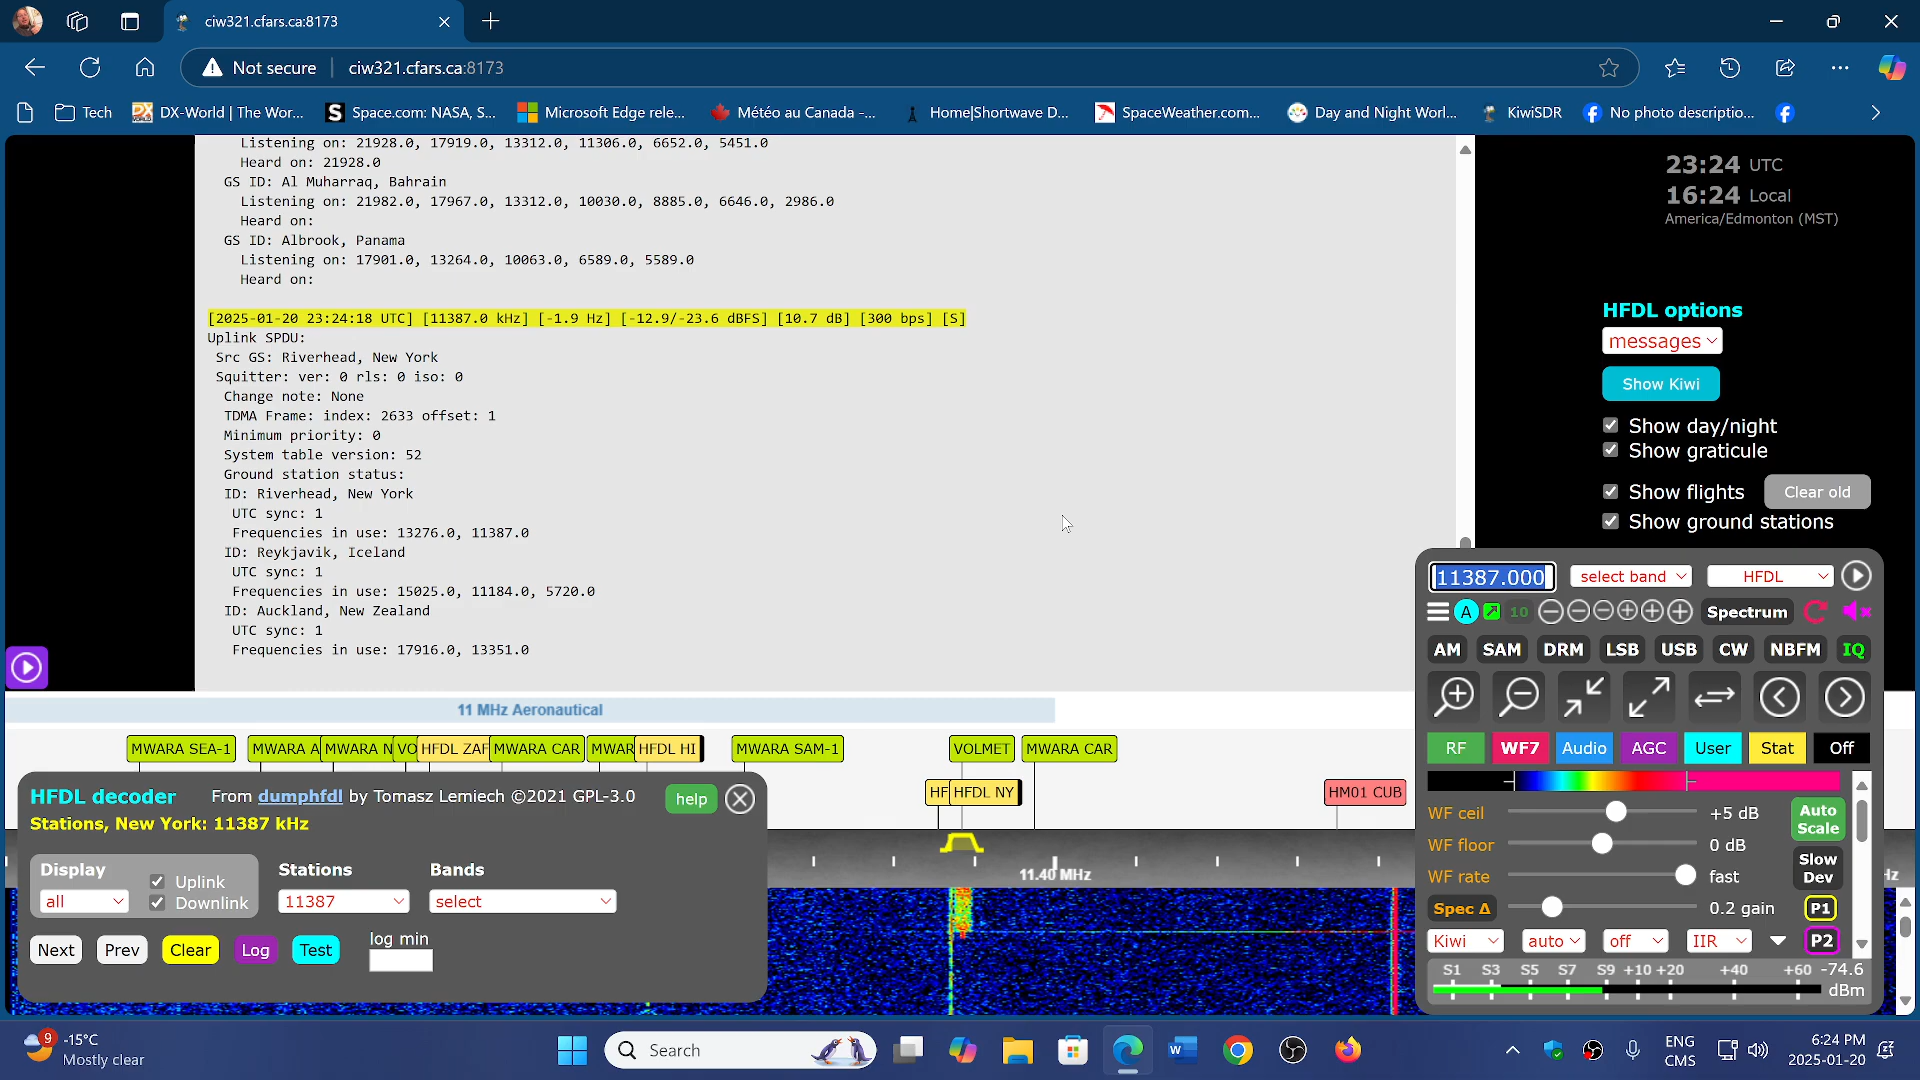 ciw321.cfars.ca:8173
Not secure ciw321.cfars.ca:8173
Tech DX-World | The Wor... Space.com: NASA, S... Microsoft Edge rele... Météo au Canada -... Home|Shortwave D... SpaceWeather.com... Day and Night Worl... KiwiSDR No photo descriptio...
Listening on: 21928.0, 17919.0, 13312.0, 11306.0, 6652.0, 5451.0
Heard on: 21928.0
GS ID: Al Muharraq, Bahrain
Listening on: 21982.0, 17967.0, 13312.0, 10030.0, 8885.0, 6646.0, 2986.0
Heard on:
GS ID: Albrook, Panama
Listening on: 17901.0, 13264.0, 10063.0, 6589.0, 5589.0
Heard on:
[2025-01-20 23:24:18 UTC] [11387.0 kHz] [-1.9 Hz] [-12.9/-23.6 dBFS] [10.7 dB] [300 bps] [S]
Uplink SPDU:
Src GS: Riverhead, New York
Squitter: ver: 0 rls: 0 iso: 0
Change note: None
TDMA Frame: index: 2633 offset: 1
Minimum priority: 0
System table version: 52
Ground station status:
ID: Riverhead, New York
UTC sync: 1
Frequencies in use: 13276.0, 11387.0
ID: Reykjavik, Iceland
UTC sync: 1
Frequencies in use: 15025.0, 11184.0, 5720.0
ID: Auckland, New Zealand
UTC sync: 1
Frequencies in use: 17916.0, 13351.0
23:24 UTC
16:24 Local
America/Edmonton (MST)
HFDL options
messages
Show Kiwi
Show day/night
Show graticule
Show flights Clear old
Show ground stations
11387.000 select band HFDL
A 10 Spectrum
AM SAM DRM LSB USB CW NBFM IQ
RF WF7 Audio AGC User Stat Off
WF ceil +5 dB Auto Scale
WF floor 0 dB
WF rate fast Slow Dev
Spec Δ 0.2 gain P1
Kiwi auto off IIR P2
S1 S3 S5 S7 S9 +10 +20 +40 +60 -74.6
dBm
11 MHz Aeronautical
MWARA SEA-1 MWARA A MWARA N VO HFDL ZAF MWARA CAR MWAR HFDL HI MWARA SAM-1 VOLMET MWARA CAR
HF HFDL NY HM01 CUB
11.40 MHz
Hz
HFDL decoder From dumphfdl by Tomasz Lemiech ©2021 GPL-3.0 help
Stations, New York: 11387 kHz
Display Stations Bands
Uplink
all Downlink 11387 select
log min
Next Prev Clear Log Test
9 -15°C
Mostly clear
Search
ENG
CMS
6:24 PM
2025-01-20